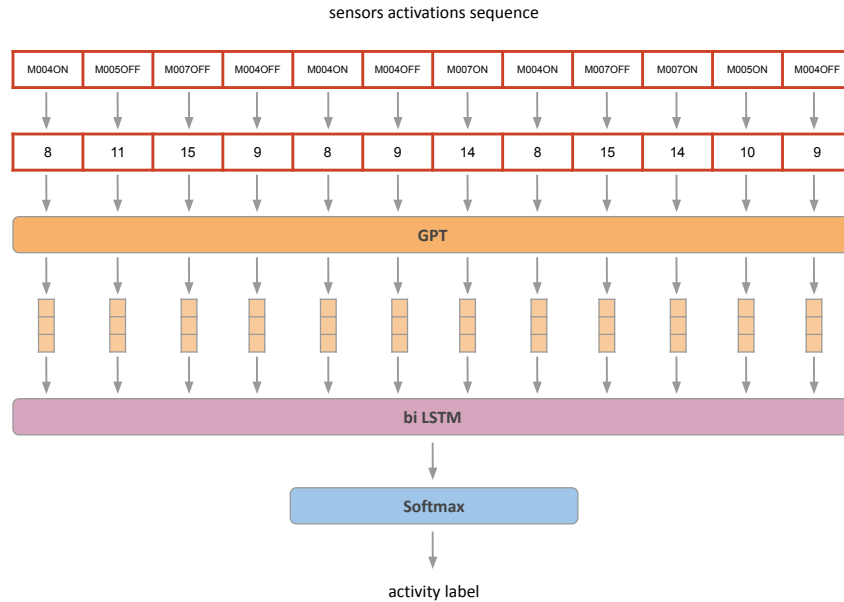 sensors activations sequence
M004ON M005OFF M007OFF M004OFF M004ON M004OFF M007ON M004ON M007OFF M007ON M005ON M004OFF
8 11 15 9 8 9 14 8 15 14 10 9
GPT
bi LSTM
Softmax
activity label